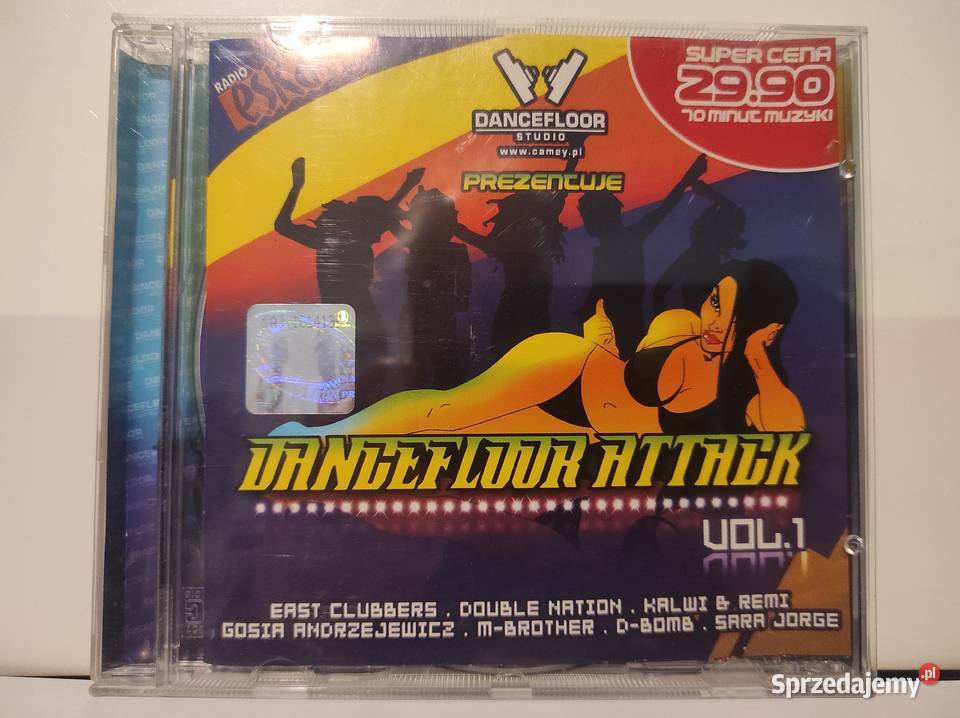 RADIO
eska
DANCEFLOOR
STUDIO
www.camey.pl
PREZENTUJE
SUPER CENA
29.90
70 MINUT MUZYKI
DANCEFLOOR ATTACK
VOL.1
EAST CLUBBERS . DOUBLE NATION . KALWI & REMI
GOSIA ANDRZEJEWICZ . M-BROTHER . D-BOMB . SARA JORGE
Sprzedajemy.pl